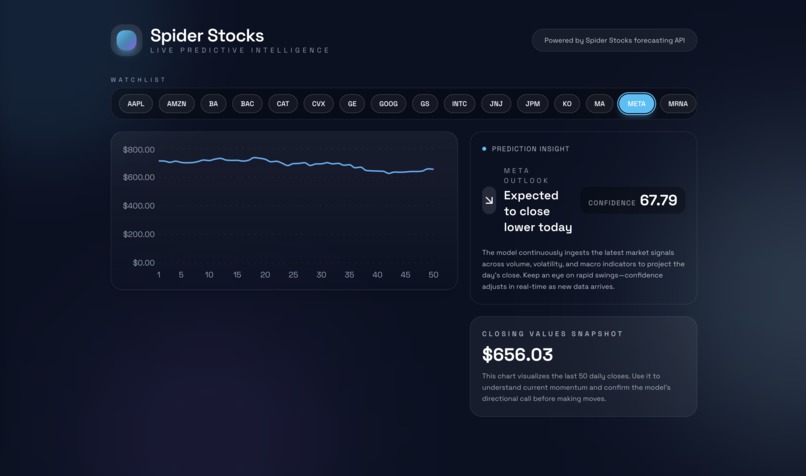 Spider Stocks
LIVE PREDICTIVE INTELLIGENCE
Powered by Spider Stocks forecasting API
WATCHLIST
AAPL AMZN BA BAC CAT CVX GE GOOG GS INTC JNJ JPM KO MA META MRNA
$800.00
$600.00
$400.00
$200.00
$0.00
1 5 10 15 20 25 30 35 40 45 50
PREDICTION INSIGHT
META
OUTLOOK
Expected
to close
lower today
CONFIDENCE 67.79
The model continuously ingests the latest market signals
across volume, volatility, and macro indicators to project the
day's close. Keep an eye on rapid swings—confidence
adjusts in real-time as new data arrives.
CLOSING VALUES SNAPSHOT
$656.03
This chart visualizes the last 50 daily closes. Use it to
understand current momentum and confirm the model's
directional call before making moves.